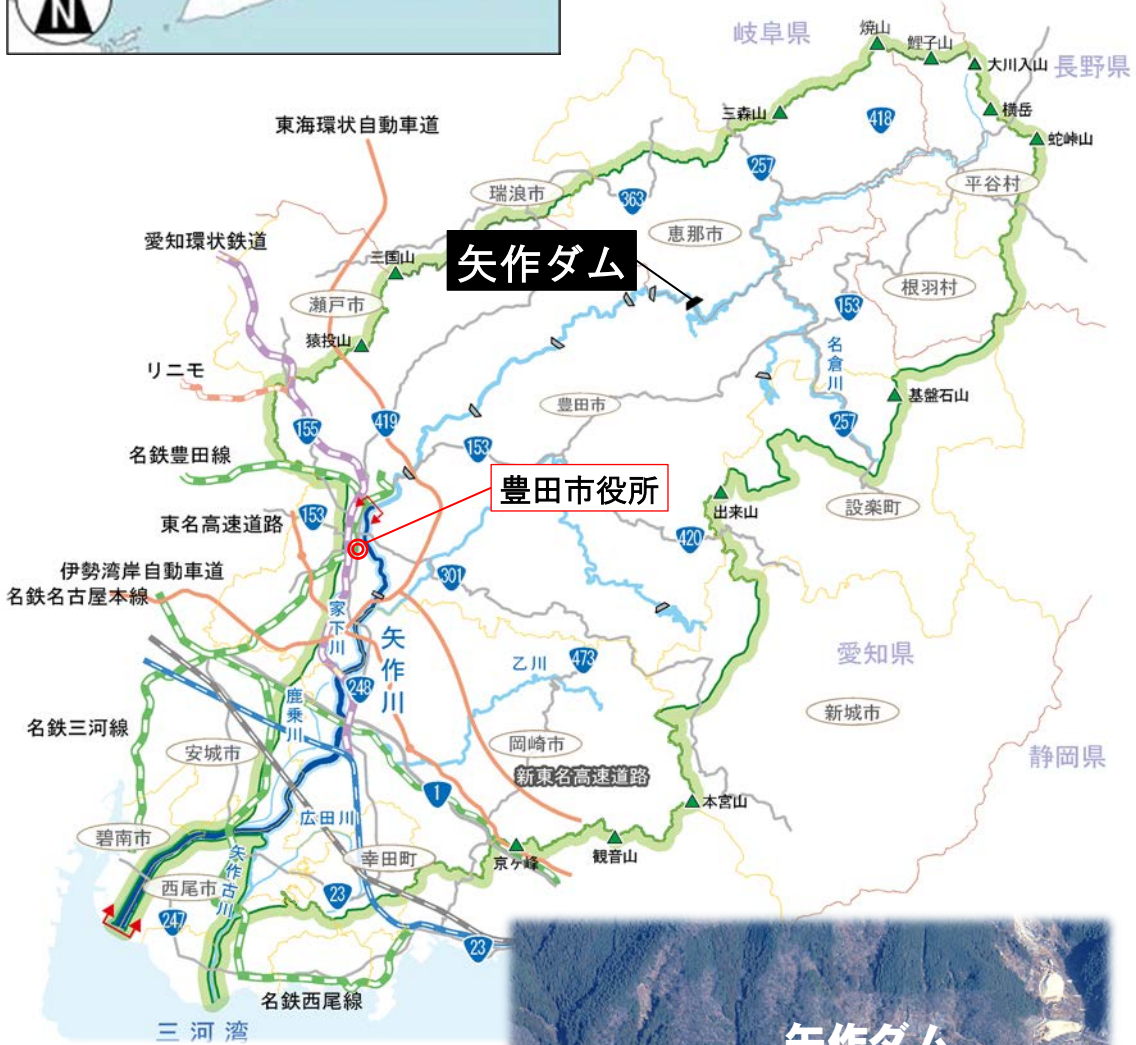 N
岐阜県
焼山
鯉子山
大川入山
長野県
三森山
横岳
418
蛇峠山
東海環状自動車道
257
平谷村
瑞浪市
363
恵那市
愛知環状鉄道
三国山
矢作ダム
根羽村
瀬戸市
153
猿投山
名倉川
リニモ
豊田市
基盤石山
155
419
257
153
名鉄豊田線
豊田市役所
出来山
設楽町
東名高速道路
153
420
伊勢湾岸自動車道
301
名鉄名古屋本線
家下川
矢作川
愛知県
乙川
473
248
鹿乗川
新城市
名鉄三河線
安城市
岡崎市
静岡県
新東名高速道路
1
本宮山
広田川
碧南市
矢作古川
幸田町
京ヶ峰
観音山
西尾市
23
247
23
名鉄西尾線
三河湾
矢作ダム